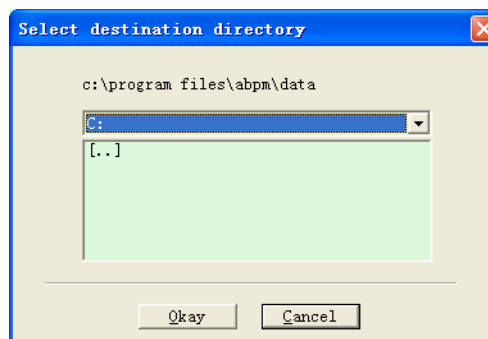 Select destination directory
c:\program files\abpm\data
C:
[..]
Okay
Cancel